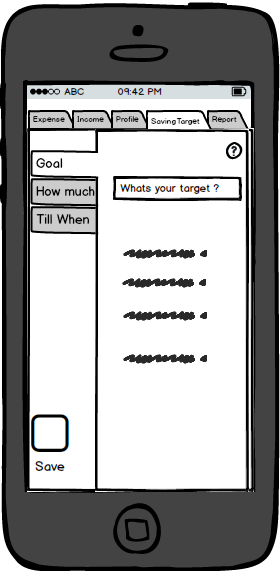 ABC 09:42 PM
Expense Income Profile Saving Target Report
?
Goal
How much
Till When
Whats your target ?
Save